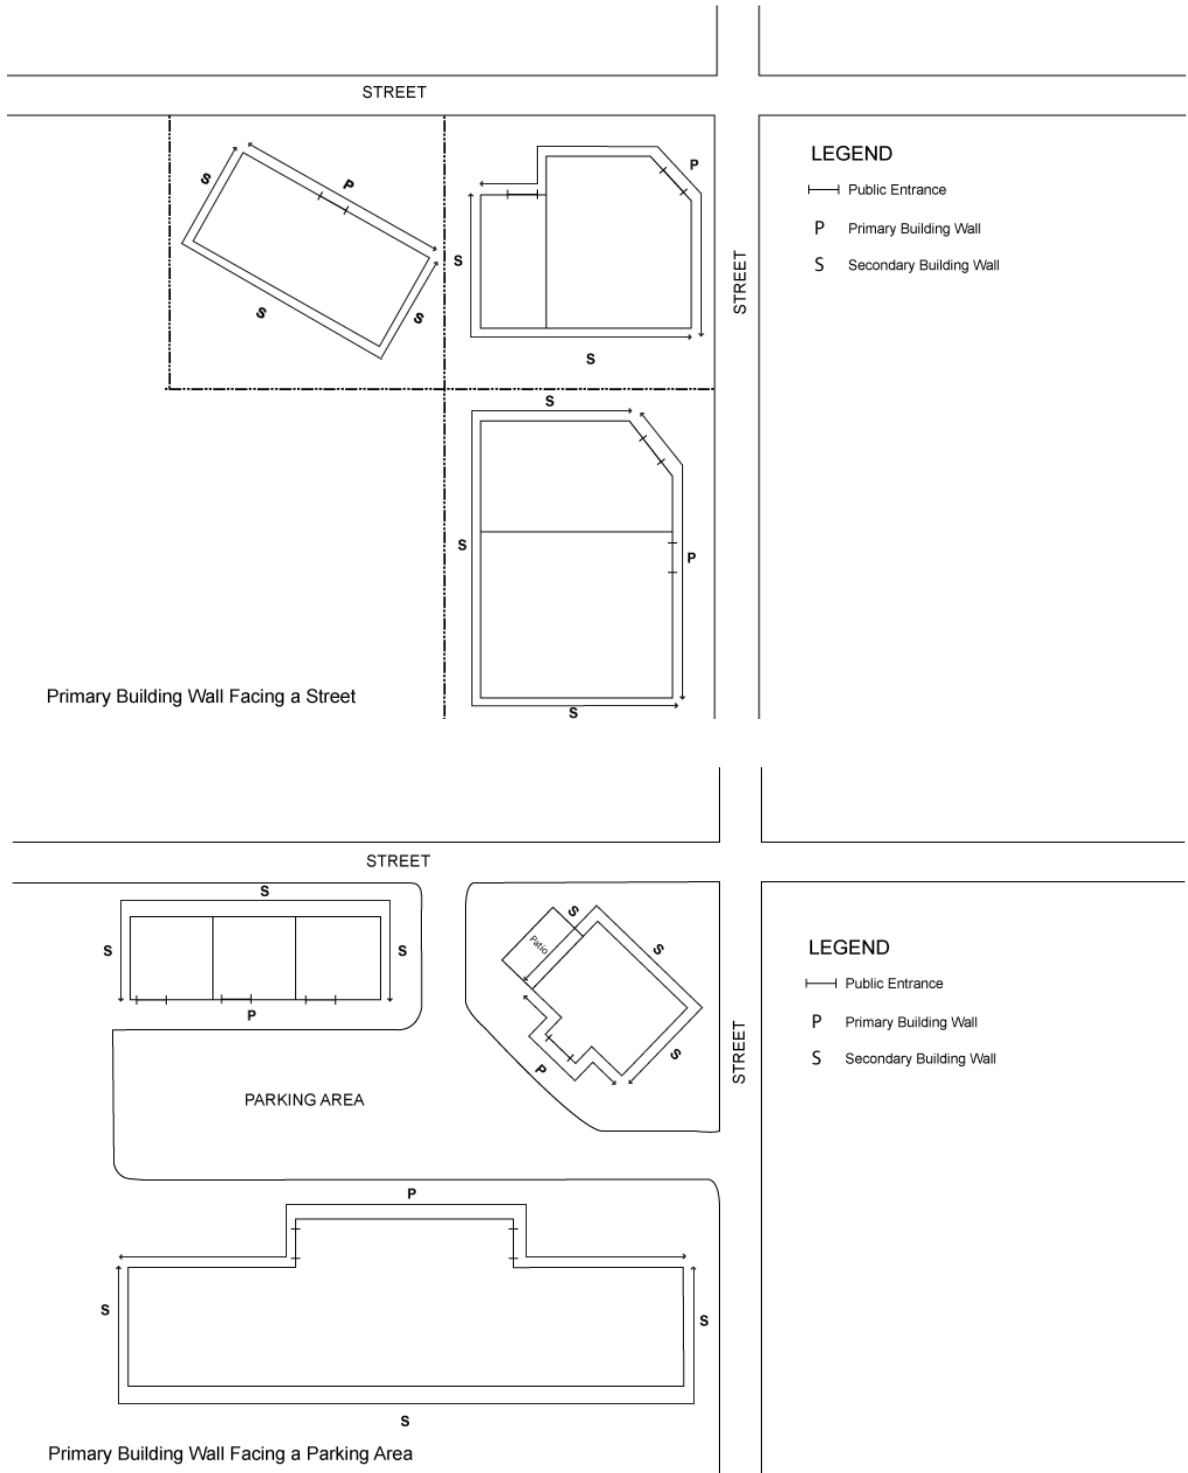 STREET
LEGEND
Public Entrance
P Primary Building Wall
S Secondary Building Wall
STREET
S
P
S
S
P
S
S
S
S
S
P
S
Primary Building Wall Facing a Street
STREET
LEGEND
Public Entrance
P Primary Building Wall
S Secondary Building Wall
STREET
S
S
S
P
S
Patio
S
S
P
PARKING AREA
P
S
S
S
Primary Building Wall Facing a Parking Area